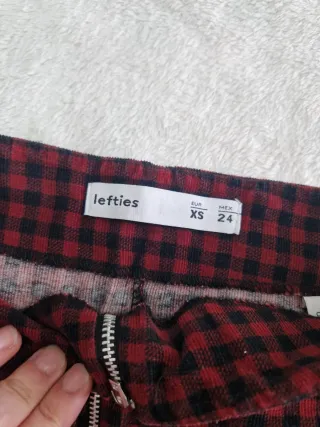 lefties
EUR MEX
XS 24